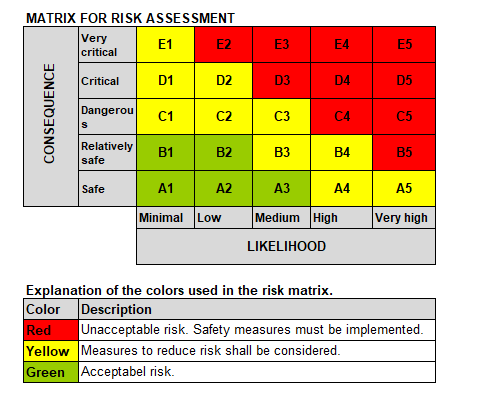 MATRIX FOR RISK ASSESSMENT
CONSEQUENCE
Very
critical
E1 E2 E3 E4 E5
Critical D1 D2 D3 D4 D5
Dangerou
s
C1 C2 C3 C4 C5
Relatively
safe
B1 B2 B3 B4 B5
Safe A1 A2 A3 A4 A5
Minimal Low Medium High Very high
LIKELIHOOD
Explanation of the colors used in the risk matrix.
Color Description
Red Unacceptable risk. Safety measures must be implemented.
Yellow Measures to reduce risk shall be considered.
Green Acceptabel risk.